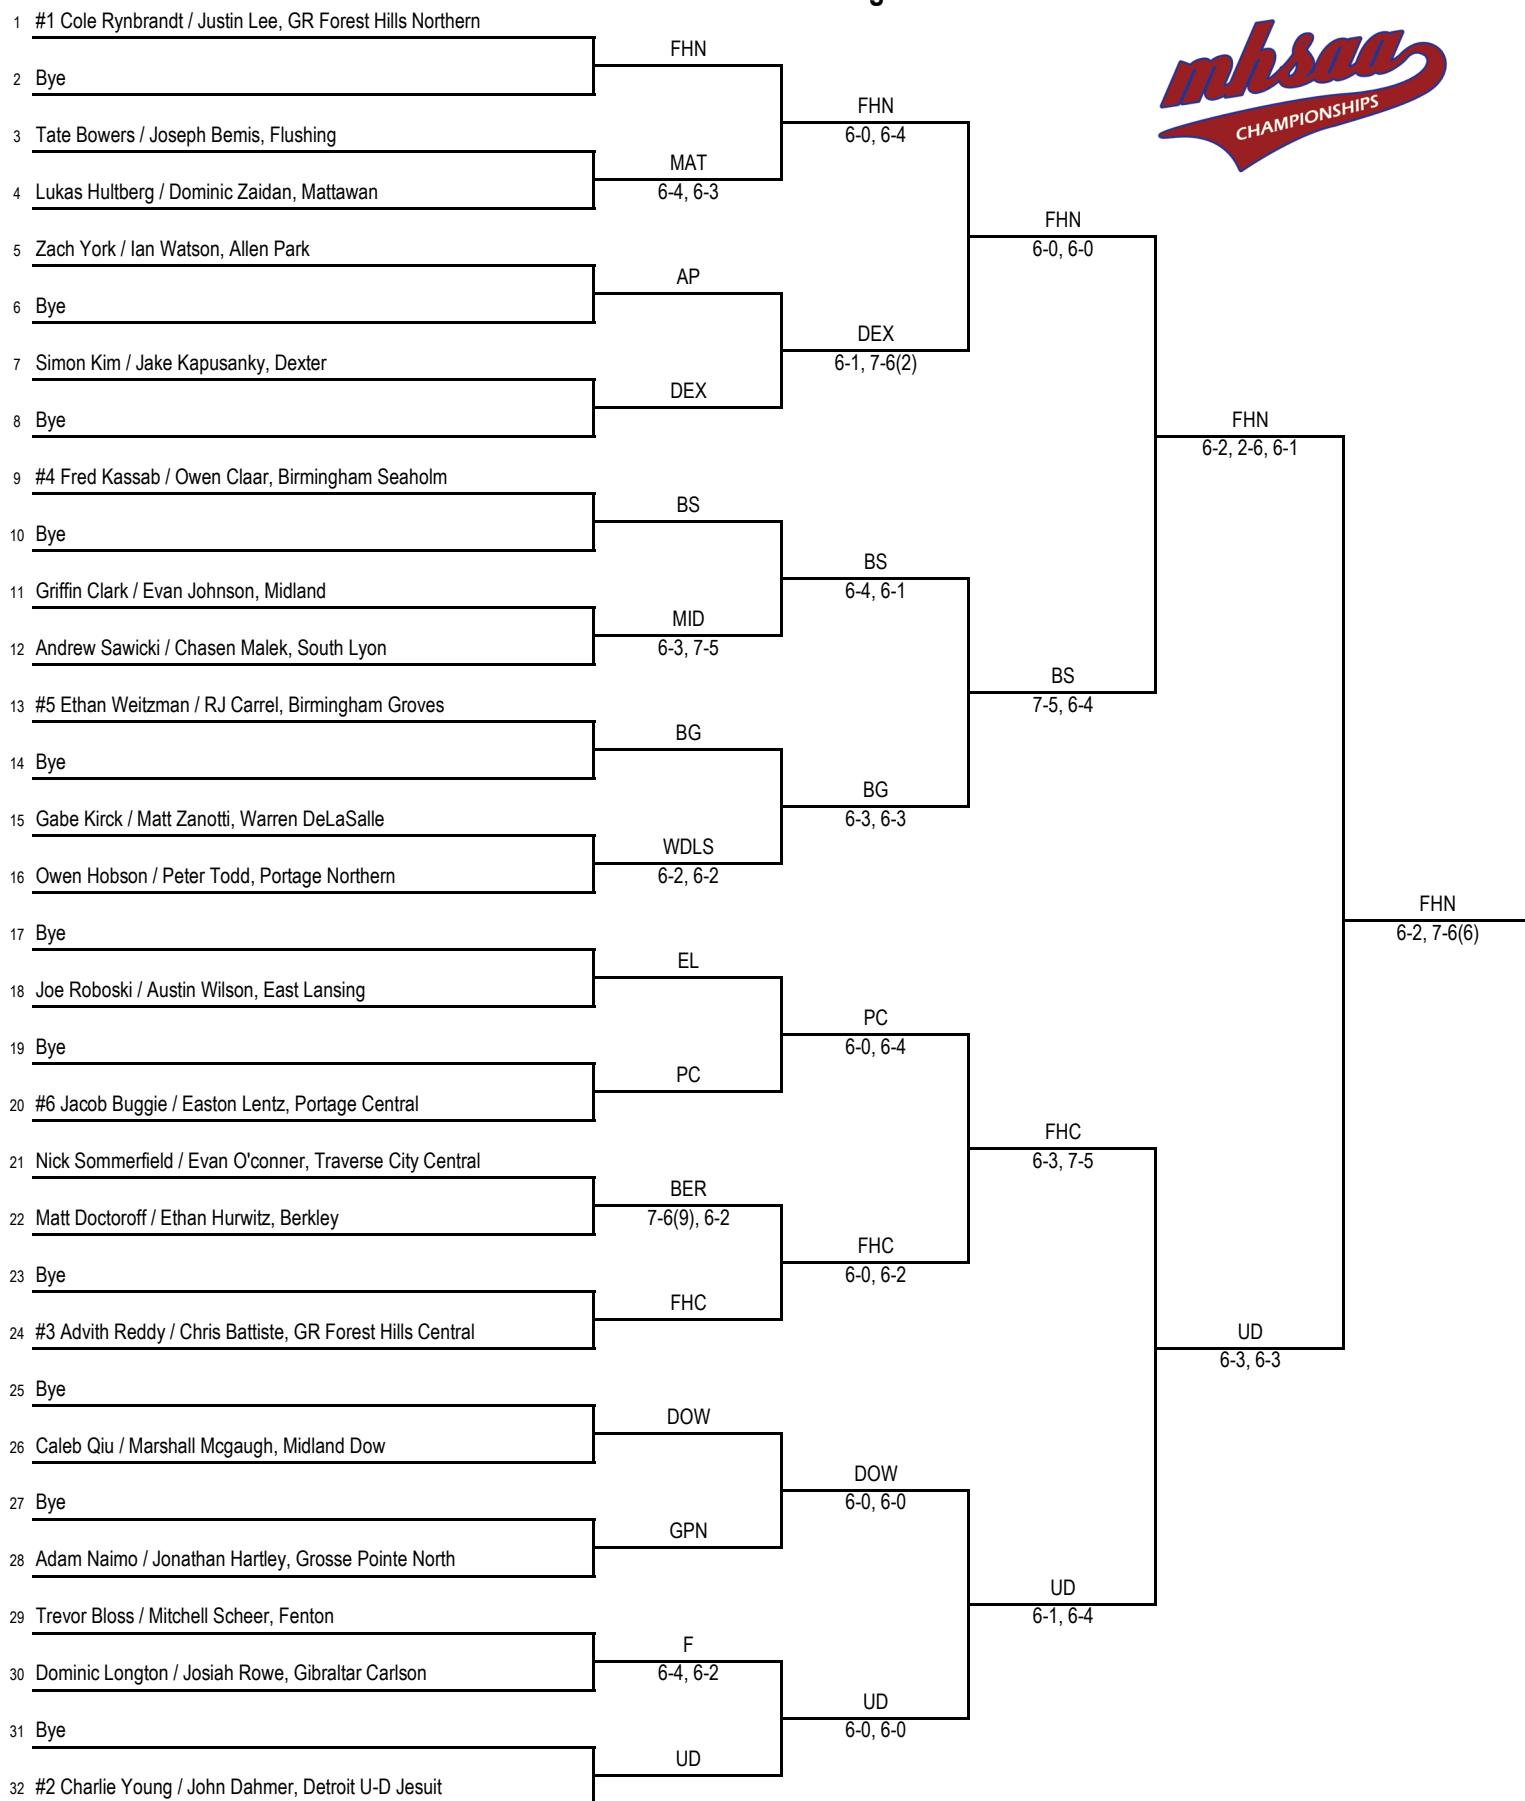 1 #1 Cole Rynbrandt / Justin Lee, GR Forest Hills Northern
2 Bye
3 Tate Bowers / Joseph Bemis, Flushing
4 Lukas Hultberg / Dominic Zaidan, Mattawan
5 Zach York / Ian Watson, Allen Park
6 Bye
7 Simon Kim / Jake Kapusanky, Dexter
8 Bye
9 #4 Fred Kassab / Owen Claar, Birmingham Seaholm
10 Bye
11 Griffin Clark / Evan Johnson, Midland
12 Andrew Sawicki / Chasen Malek, South Lyon
13 #5 Ethan Weitzman / RJ Carrel, Birmingham Groves
14 Bye
15 Gabe Kirck / Matt Zanotti, Warren DeLaSalle
16 Owen Hobson / Peter Todd, Portage Northern
17 Bye
18 Joe Roboski / Austin Wilson, East Lansing
19 Bye
20 #6 Jacob Buggie / Easton Lentz, Portage Central
21 Nick Sommerfield / Evan O'conner, Traverse City Central
22 Matt Doctoroff / Ethan Hurwitz, Berkley
23 Bye
24 #3 Advith Reddy / Chris Battiste, GR Forest Hills Central
25 Bye
26 Caleb Qiu / Marshall Mcgaugh, Midland Dow
27 Bye
28 Adam Naimo / Jonathan Hartley, Grosse Pointe North
29 Trevor Bloss / Mitchell Scheer, Fenton
30 Dominic Longton / Josiah Rowe, Gibraltar Carlson
31 Bye
32 #2 Charlie Young / John Dahmer, Detroit U-D Jesuit
FHN
MAT
6-4, 6-3
AP
DEX
BS
MID
6-3, 7-5
BG
WDLS
6-2, 6-2
EL
PC
BER
7-6(9), 6-2
FHC
DOW
GPN
F
6-4, 6-2
UD
FHN
6-0, 6-4
DEX
6-1, 7-6(2)
BS
6-4, 6-1
BG
6-3, 6-3
PC
6-0, 6-4
FHC
6-0, 6-2
DOW
6-0, 6-0
UD
6-0, 6-0
FHN
6-0, 6-0
BS
7-5, 6-4
FHC
6-3, 7-5
UD
6-1, 6-4
FHN
6-2, 2-6, 6-1
UD
6-3, 6-3
FHN
6-2, 7-6(6)
mhsaa
CHAMPIONSHIPS